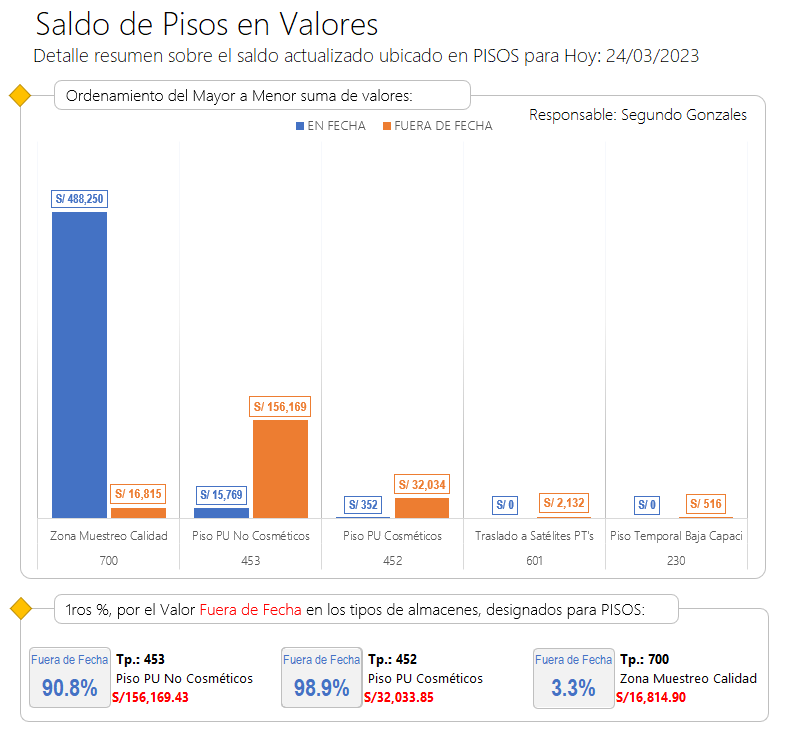 Saldo de Pisos en Valores
Detalle resumen sobre el saldo actualizado ubicado en PISOS para Hoy: 24/03/2023
Ordenamiento del Mayor a Menor suma de valores:
Responsable: Segundo Gonzales
EN FECHA FUERA DE FECHA
S/ 488,250
S/ 16,815
S/ 15,769
S/ 156,169
S/ 352
S/ 32,034
S/ 0
S/ 2,132
S/ 0
S/ 516
Zona Muestreo Calidad Piso PU No Cosméticos Piso PU Cosméticos Traslado a Satélites PT's Piso Temporal Baja Capaci
700 453 452 601 230
1ros %, por el Valor Fuera de Fecha en los tipos de almacenes, designados para PISOS:
Fuera de Fecha
90.8%
Tp.: 453
Piso PU No Cosméticos
S/156,169.43
Fuera de Fecha
98.9%
Tp.: 452
Piso PU Cosméticos
S/32,033.85
Fuera de Fecha
3.3%
Tp.: 700
Zona Muestreo Calidad
S/16,814.90